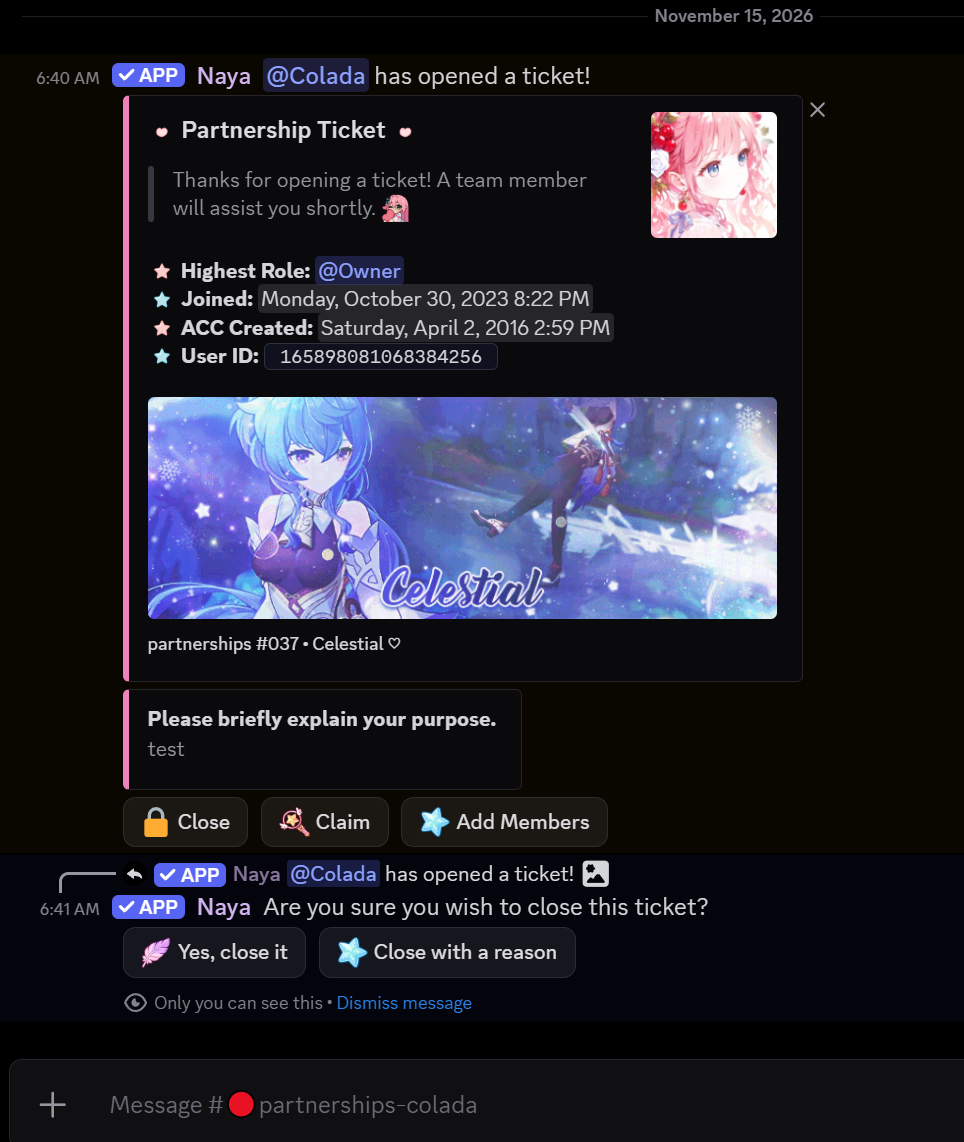 November 15, 2026
6:40 AM APP Naya @Colada has opened a ticket!
Partnership Ticket
Thanks for opening a ticket! A team member
will assist you shortly.
Highest Role: @Owner
Joined: Monday, October 30, 2023 8:22 PM
ACC Created: Saturday, April 2, 2016 2:59 PM
User ID: 165898081068384256
Celestial
partnerships #037 • Celestial ♡
Please briefly explain your purpose.
test
Close Claim Add Members
APP Naya @Colada has opened a ticket!
6:41 AM APP Naya Are you sure you wish to close this ticket?
Yes, close it Close with a reason
Only you can see this • Dismiss message
Message #🔴partnerships-colada